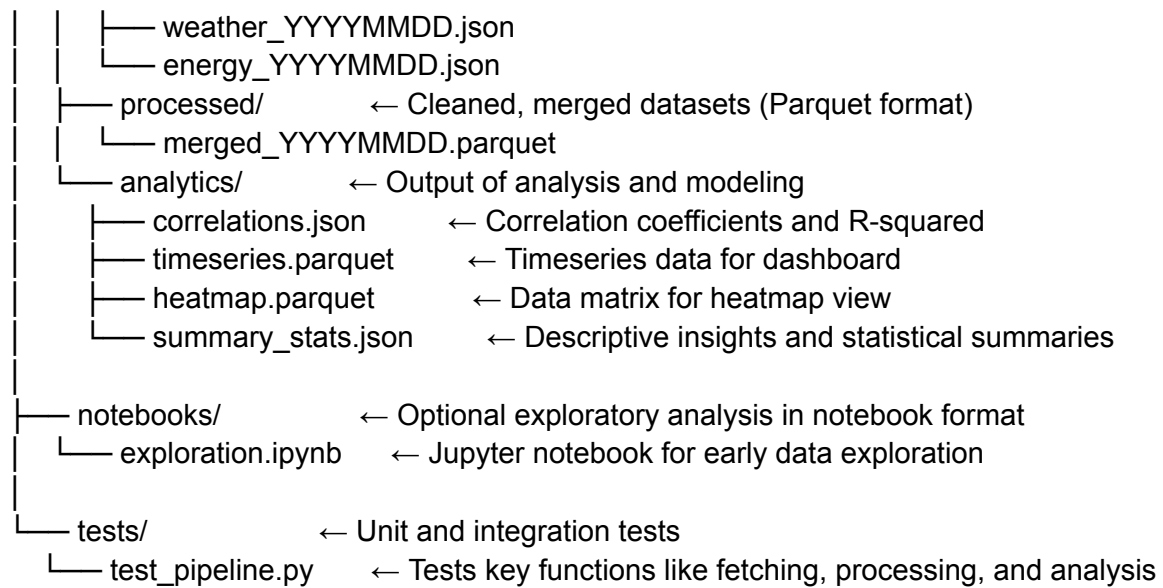 │   │   ├── weather_YYYYMMDD.json
│   │   └── energy_YYYYMMDD.json
│   ├── processed/ ← Cleaned, merged datasets (Parquet format)
│   │   └── merged_YYYYMMDD.parquet
│   └── analytics/ ← Output of analysis and modeling
│       ├── correlations.json ← Correlation coefficients and R-squared
│       ├── timeseries.parquet ← Timeseries data for dashboard
│       ├── heatmap.parquet ← Data matrix for heatmap view
│       └── summary_stats.json ← Descriptive insights and statistical summaries
│
├── notebooks/ ← Optional exploratory analysis in notebook format
│   └── exploration.ipynb ← Jupyter notebook for early data exploration
│
└── tests/ ← Unit and integration tests
    └── test_pipeline.py ← Tests key functions like fetching, processing, and analysis